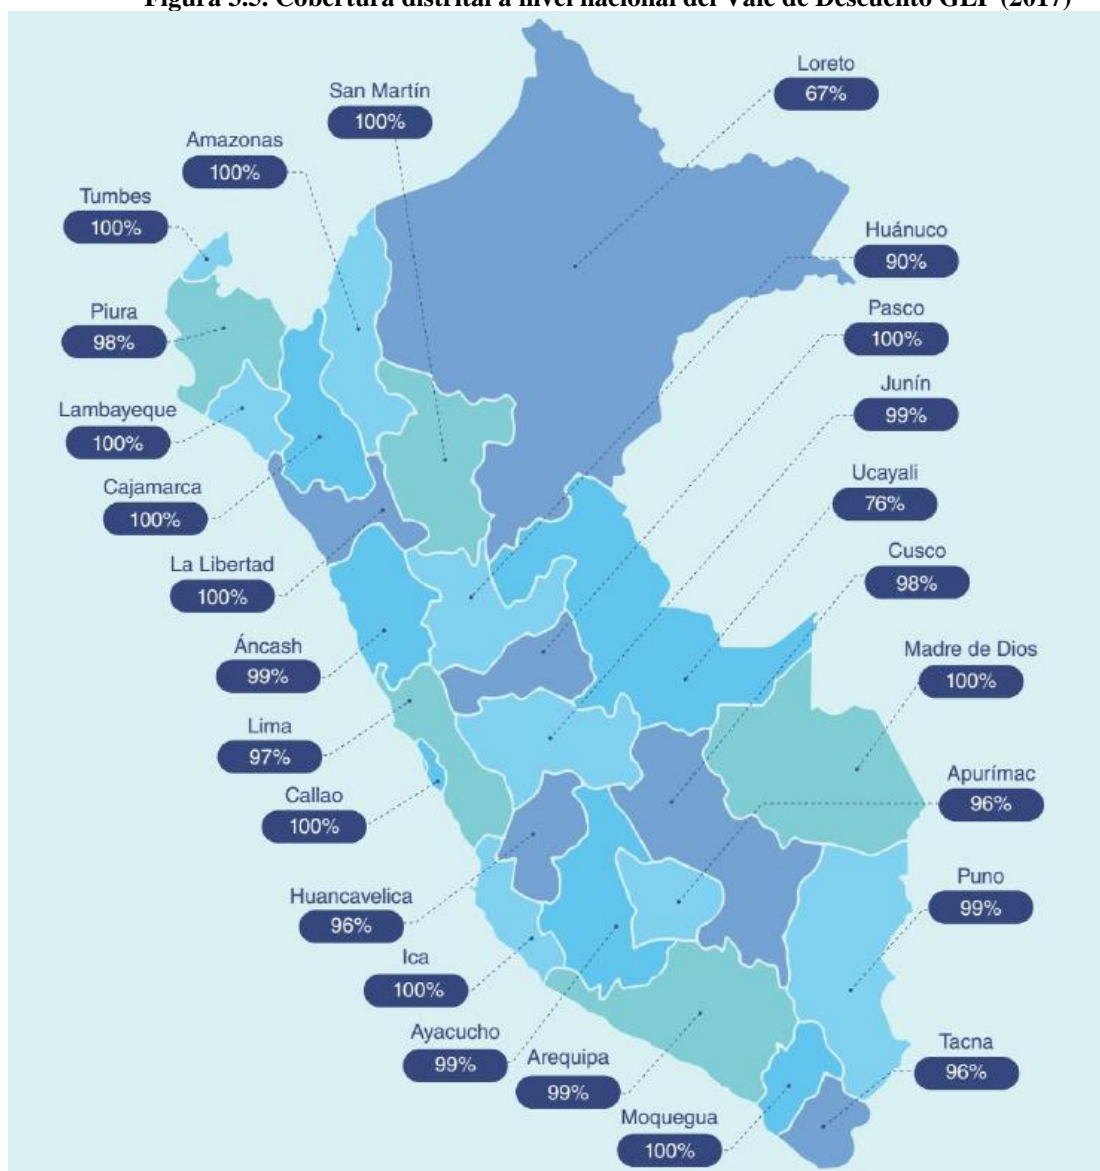 Figura 3.3. Cobertura distrital a nivel nacional del Vale de Descuento GLP (2017)
Loreto
67%
San Martín
100%
Amazonas
100%
Tumbes
100%
Huánuco
90%
Piura
98%
Pasco
100%
Junín
99%
Lambayeque
100%
Ucayali
76%
Cajamarca
100%
Cusco
98%
La Libertad
100%
Áncash
99%
Madre de Dios
100%
Lima
97%
Callao
100%
Apurímac
96%
Huancavelica
96%
Puno
99%
Ica
100%
Ayacucho
99%
Arequipa
99%
Tacna
96%
Moquegua
100%